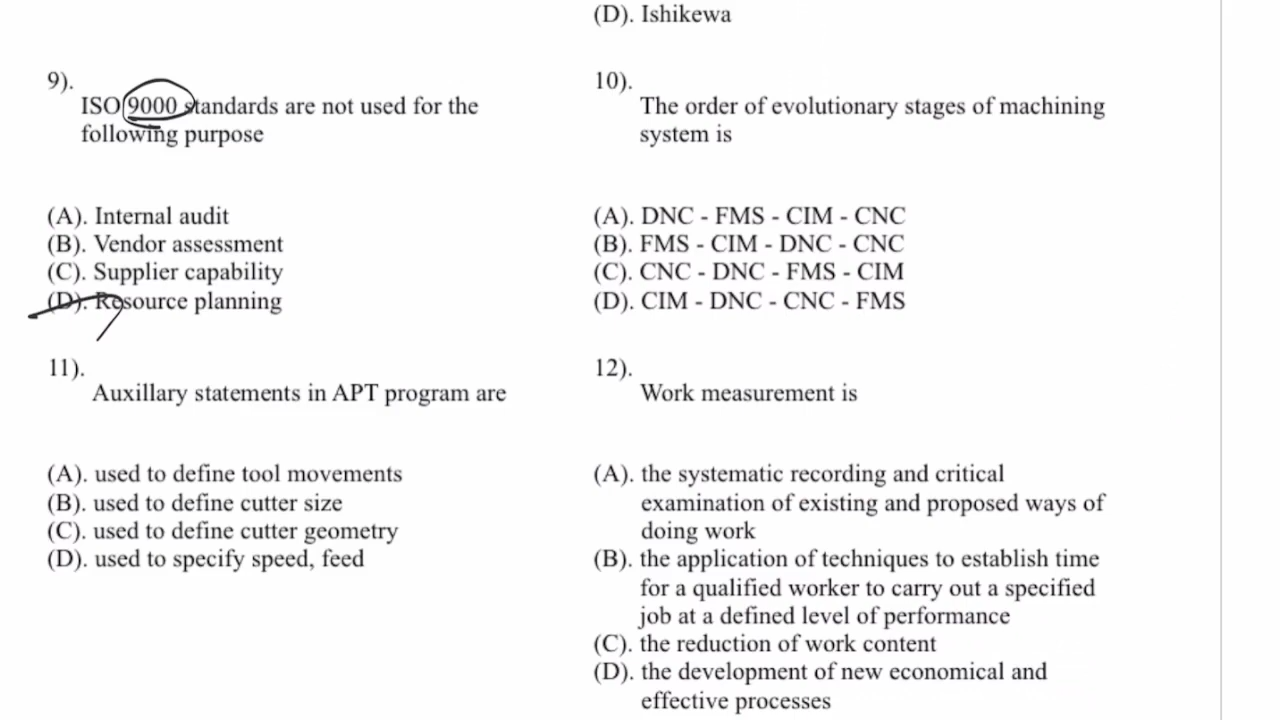 (D). Ishikewa
9).
ISO 9000 standards are not used for the
following purpose
(A). Internal audit
(B). Vendor assessment
(C). Supplier capability
(D). Resource planning
10).
The order of evolutionary stages of machining
system is
(A). DNC - FMS - CIM - CNC
(B). FMS - CIM - DNC - CNC
(C). CNC - DNC - FMS - CIM
(D). CIM - DNC - CNC - FMS
11).
Auxillary statements in APT program are
(A). used to define tool movements
(B). used to define cutter size
(C). used to define cutter geometry
(D). used to specify speed, feed
12).
Work measurement is
(A). the systematic recording and critical
examination of existing and proposed ways of
doing work
(B). the application of techniques to establish time
for a qualified worker to carry out a specified
job at a defined level of performance
(C). the reduction of work content
(D). the development of new economical and
effective processes